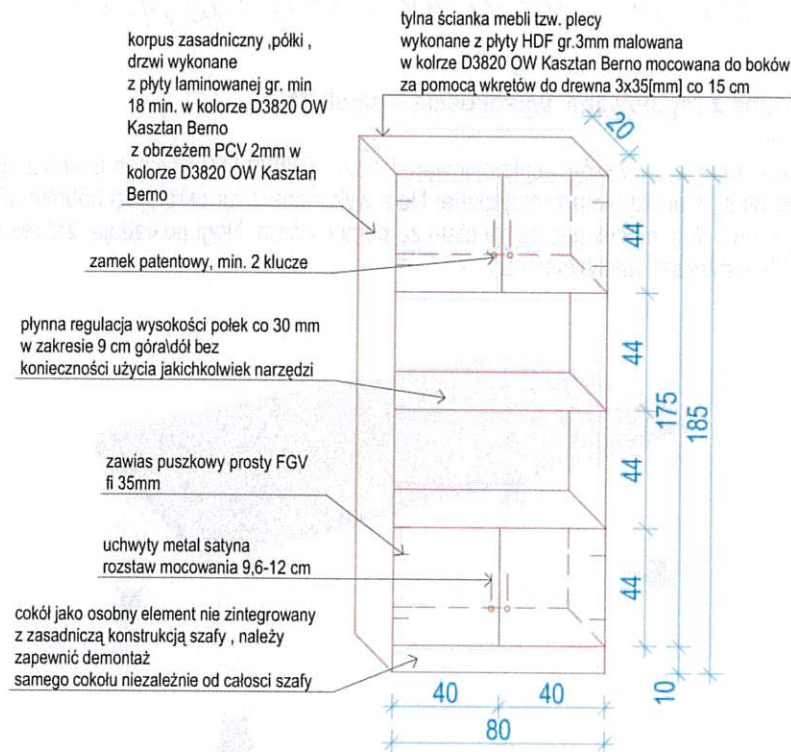 korpus zasadniczy ,półki ,
drzwi wykonane
z płyty laminowanej gr. min
18 min. w kolorze D3820 OW
Kasztan Berno
z obrzeżem PCV 2mm w
kolorze D3820 OW Kasztan
Berno
tylna ścianka mebli tzw. plecy
wykonane z płyty HDF gr.3mm malowana
w kolrze D3820 OW Kasztan Berno mocowana do boków
za pomocą wkrętów do drewna 3x35[mm] co 15 cm
zamek patentowy, min. 2 klucze
płynna regulacja wysokości połek co 30 mm
w zakresie 9 cm góra\dół bez
konieczności użycia jakichkolwiek narzędzi
zawias puszkowy prosty FGV
fi 35mm
uchwyty metal satyna
rozstaw mocowania 9,6-12 cm
cokół jako osobny element nie zintegrowany
z zasadniczą konstrukcją szafy , należy
zapewnić demontaż
samego cokołu niezależnie od całosci szafy
20
44
44
44
44
175
185
10
40
40
80